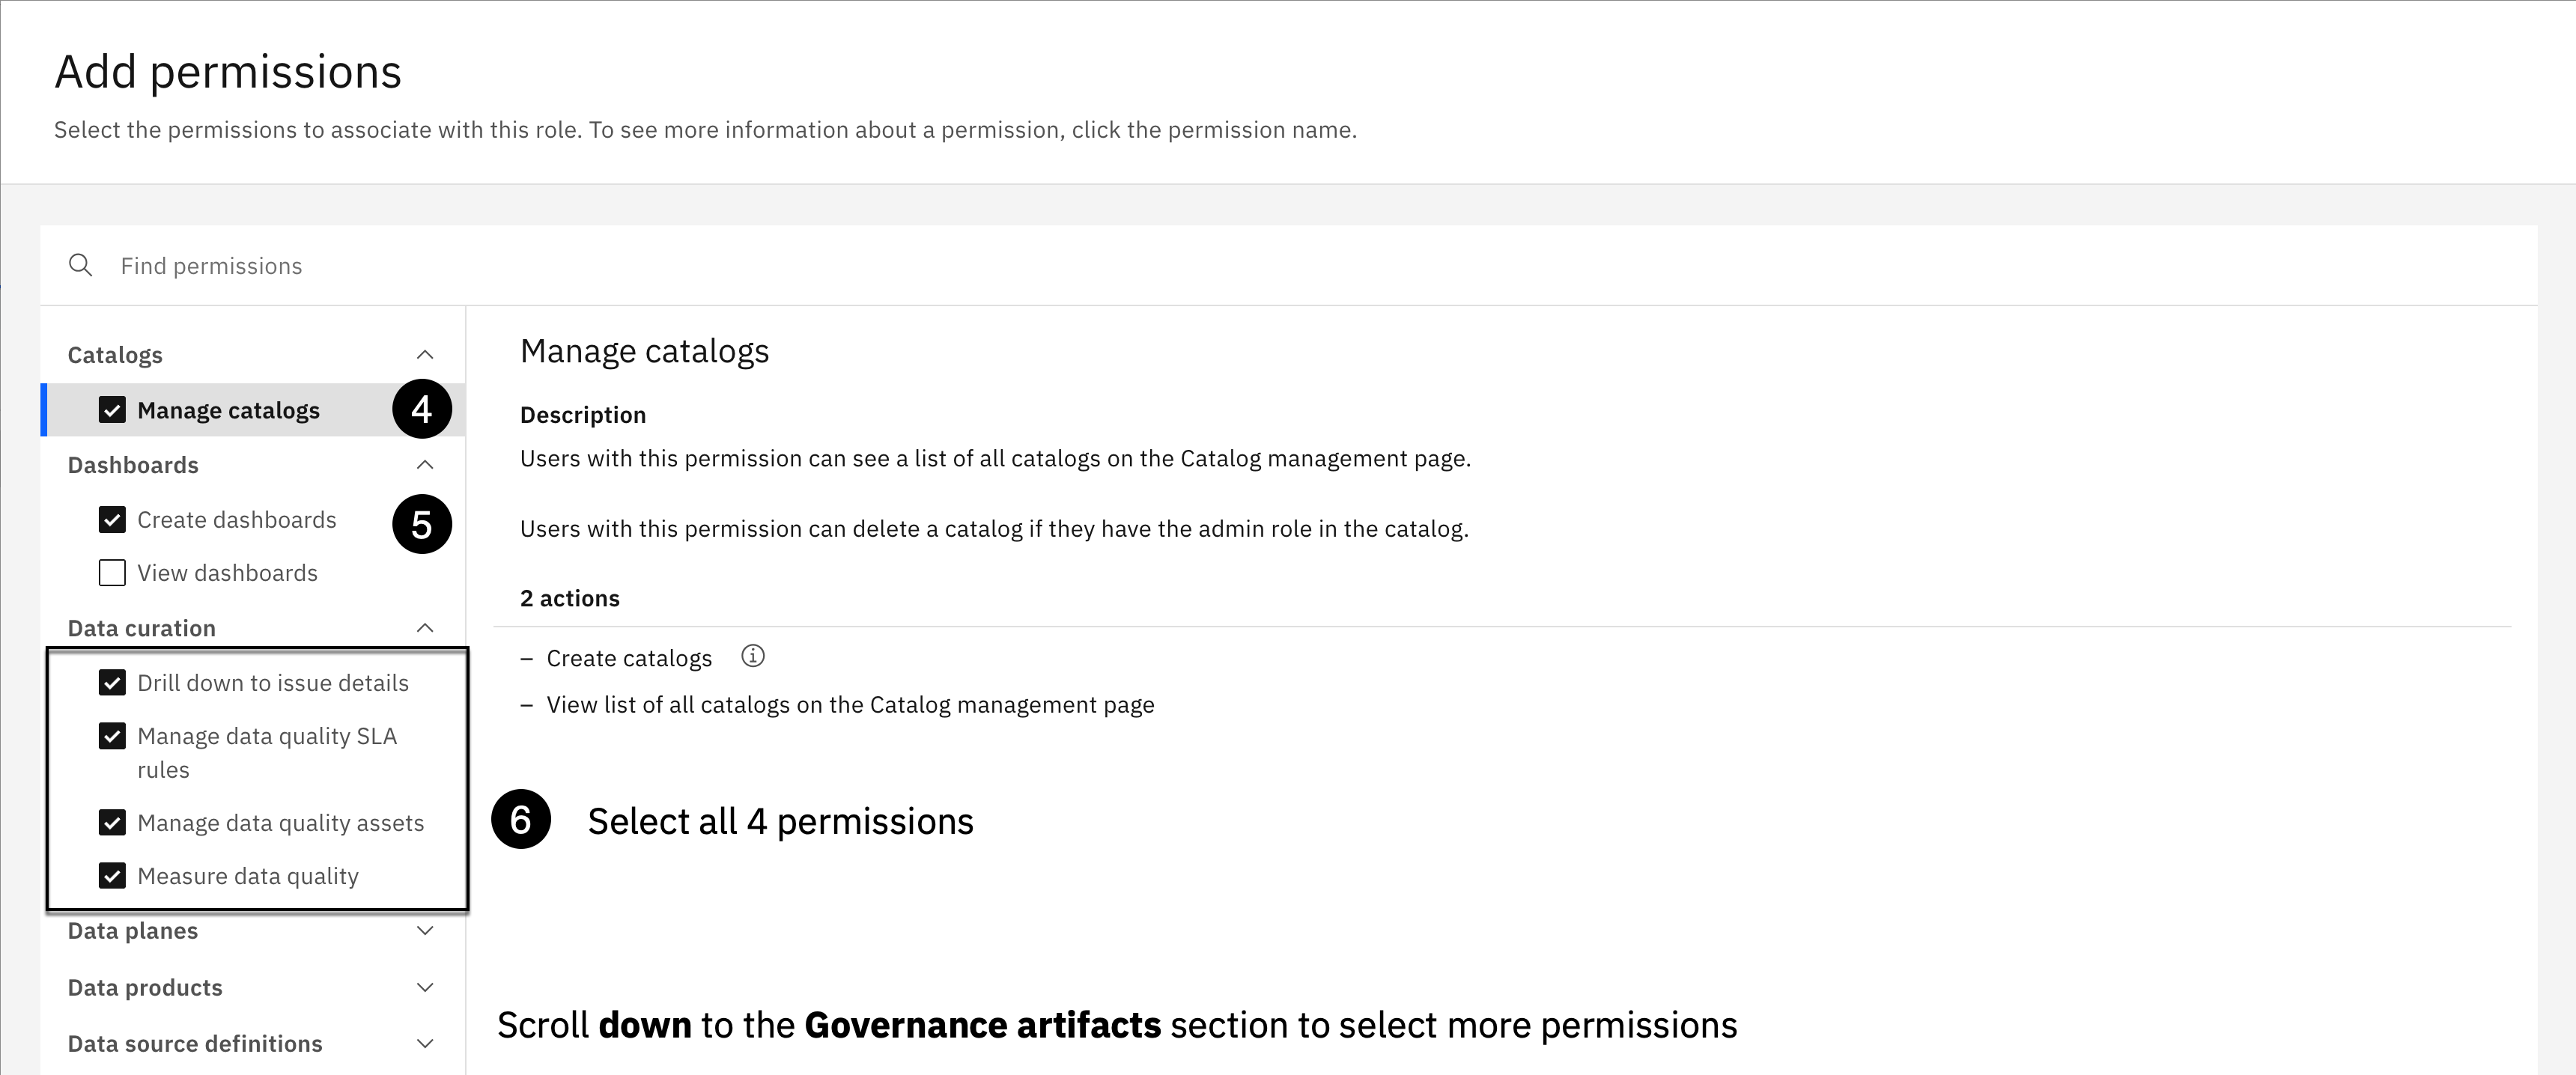 Add permissions
Select the permissions to associate with this role. To see more information about a permission, click the permission name.
Find permissions
Catalogs
Manage catalogs
4
Dashboards
Create dashboards
5
View dashboards
Data curation
Drill down to issue details
Manage data quality SLA
rules
Manage data quality assets
Measure data quality
Data planes
Data products
Data source definitions
Manage catalogs
Description
Users with this permission can see a list of all catalogs on the Catalog management page.
Users with this permission can delete a catalog if they have the admin role in the catalog.
2 actions
– Create catalogs
– View list of all catalogs on the Catalog management page
6 Select all 4 permissions
Scroll down to the Governance artifacts section to select more permissions